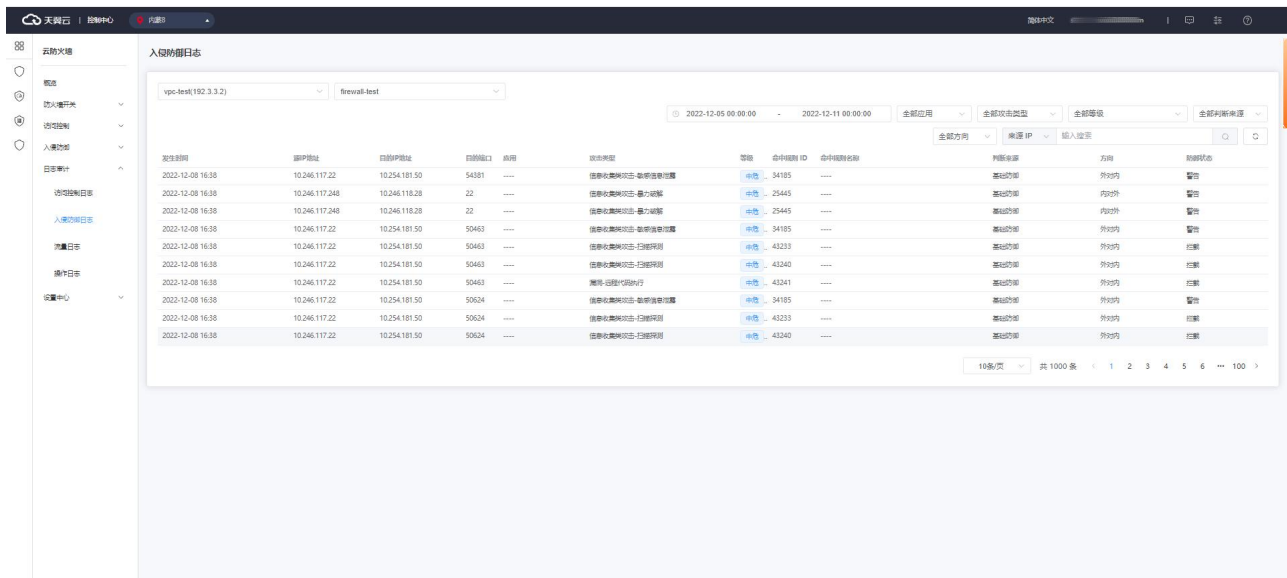 天翼云 | 控制中心 内蒙8 简体中文
云防火墙
概览
防火墙开关
访问控制
入侵防御
日志审计
访问控制日志
入侵防御日志
流量日志
操作日志
设置中心
入侵防御日志
vpc-test(192.3.3.2) firewall-test
2022-12-05 00:00:00 - 2022-12-11 00:00:00 全部应用 全部攻击类型 全部等级 全部判断来源
全部方向 来源 IP 输入搜索
发生时间 源IP地址 目的IP地址 目的端口 应用 攻击类型 等级 命中规则 ID 命中规则名称 判断来源 方向 防御状态
2022-12-08 16:38 10.246.117.22 10.254.181.50 54381 ---- 信息收集类攻击-敏感信息泄露 中危 .. 34185 ---- 基础防御 外对内 警告
2022-12-08 16:38 10.246.117.248 10.246.118.28 22 ---- 信息收集类攻击-暴力破解 中危 .. 25445 ---- 基础防御 内对外 警告
2022-12-08 16:38 10.246.117.248 10.246.118.28 22 ---- 信息收集类攻击-暴力破解 中危 .. 25445 ---- 基础防御 内对外 警告
2022-12-08 16:38 10.246.117.22 10.254.181.50 50463 ---- 信息收集类攻击-敏感信息泄露 中危 .. 34185 ---- 基础防御 外对内 警告
2022-12-08 16:38 10.246.117.22 10.254.181.50 50463 ---- 信息收集类攻击-扫描探测 中危 .. 43233 ---- 基础防御 外对内 拦截
2022-12-08 16:38 10.246.117.22 10.254.181.50 50463 ---- 信息收集类攻击-扫描探测 中危 .. 43240 ---- 基础防御 外对内 拦截
2022-12-08 16:38 10.246.117.22 10.254.181.50 50463 ---- 漏洞-远程代码执行 中危 .. 43241 ---- 基础防御 外对内 拦截
2022-12-08 16:38 10.246.117.22 10.254.181.50 50624 ---- 信息收集类攻击-敏感信息泄露 中危 .. 34185 ---- 基础防御 外对内 警告
2022-12-08 16:38 10.246.117.22 10.254.181.50 50624 ---- 信息收集类攻击-扫描探测 中危 .. 43233 ---- 基础防御 外对内 拦截
2022-12-08 16:38 10.246.117.22 10.254.181.50 50624 ---- 信息收集类攻击-扫描探测 中危 .. 43240 ---- 基础防御 外对内 拦截
10条/页 共 1000 条 1 2 3 4 5 6 ··· 100